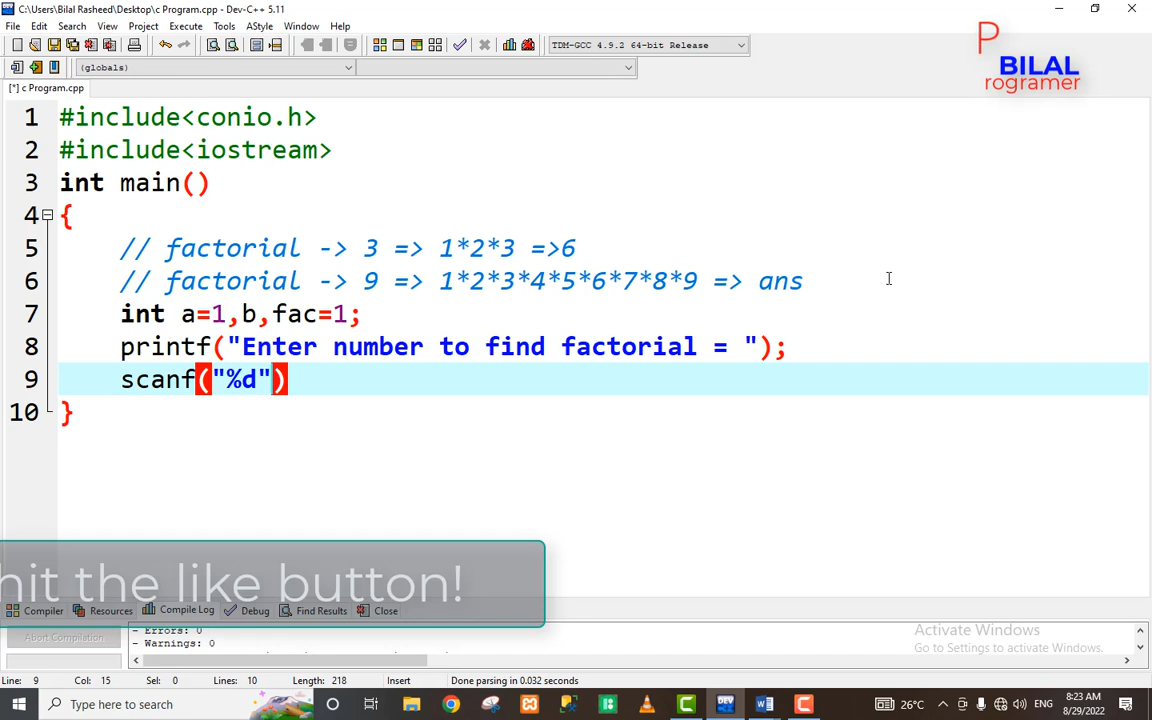 C:\Users\Bilal Rasheed\Desktop\c Program.cpp - Dev-C++ 5.11
File Edit Search View Project Execute Tools AStyle Window Help
TDM-GCC 4.9.2 64-bit Release
(globals)
[*] c Program.cpp
P
BILAL
rogramer
1 #include<conio.h>
2 #include<iostream>
3 int main()
4 {
5 // factorial -> 3 => 1*2*3 =>6
6 // factorial -> 9 => 1*2*3*4*5*6*7*8*9 => ans
7 int a=1,b,fac=1;
8 printf("Enter number to find factorial = ");
9 scanf("%d")
10 }
hit the like button!
Compiler Resources Compile Log Debug Find Results Close
Abort Compilation
- Errors: 0
- Warnings: 0
Activate Windows
Go to Settings to activate Windows.
Line: 9 Col: 15 Sel: 0 Lines: 10 Length: 218 Insert Done parsing in 0.032 seconds
Type here to search
DEV
26°C
ENG
8:23 AM
8/29/2022